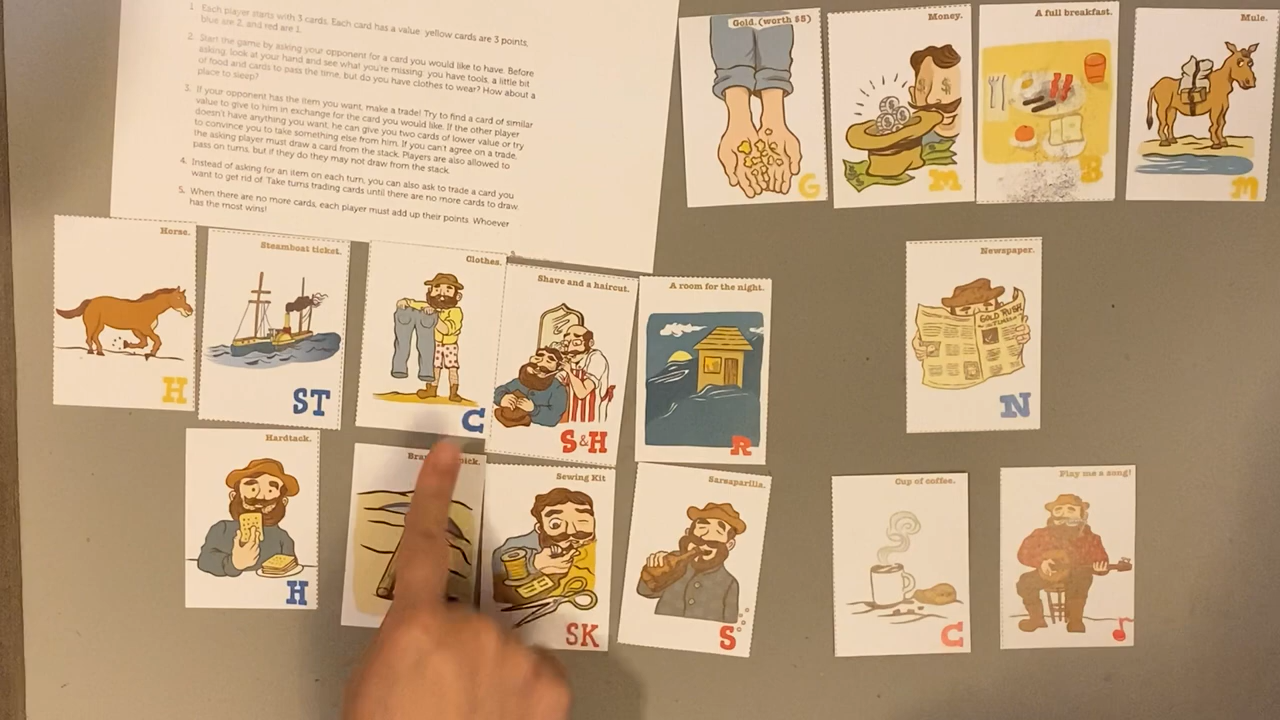 1. Each player starts with 3 cards. Each card has a value: yellow cards are 3 points,
blue are 2, and red are 1.
2. Start the game by asking your opponent for a card you would like to have. Before
asking, look at your hand and see what you're missing: you have tools, a little bit
of food and cards to pass the time, but do you have clothes to wear? How about a
place to sleep?
3. If your opponent has the item you want, make a trade! Try to find a card of similar
value to give to him in exchange for the card you would like. If the other player
doesn't have anything you want, he can give you two cards of lower value or try
to convince you to take something else from him. If you can't agree on a trade,
the asking player must draw a card from the stack. Players are also allowed to
pass on turns, but if they do they may not draw from the stack.
4. Instead of asking for an item on each turn, you can also ask to trade a card you
want to get rid of. Take turns trading cards until there are no more cards to draw.
5. When there are no more cards, each player must add up their points. Whoever
has the most wins!
Gold. (worth $5)
G
Money.
M
A full breakfast.
B
Mule.
M
Horse.
H
Steamboat ticket.
ST
Clothes.
C
Shave and a haircut.
S&H
A room for the night.
R
Newspaper.
GOLD RUSH
N
Hardtack.
H
Sewing Kit
SK
Sarsaparilla.
S
Cup of coffee.
C
Play me a song!